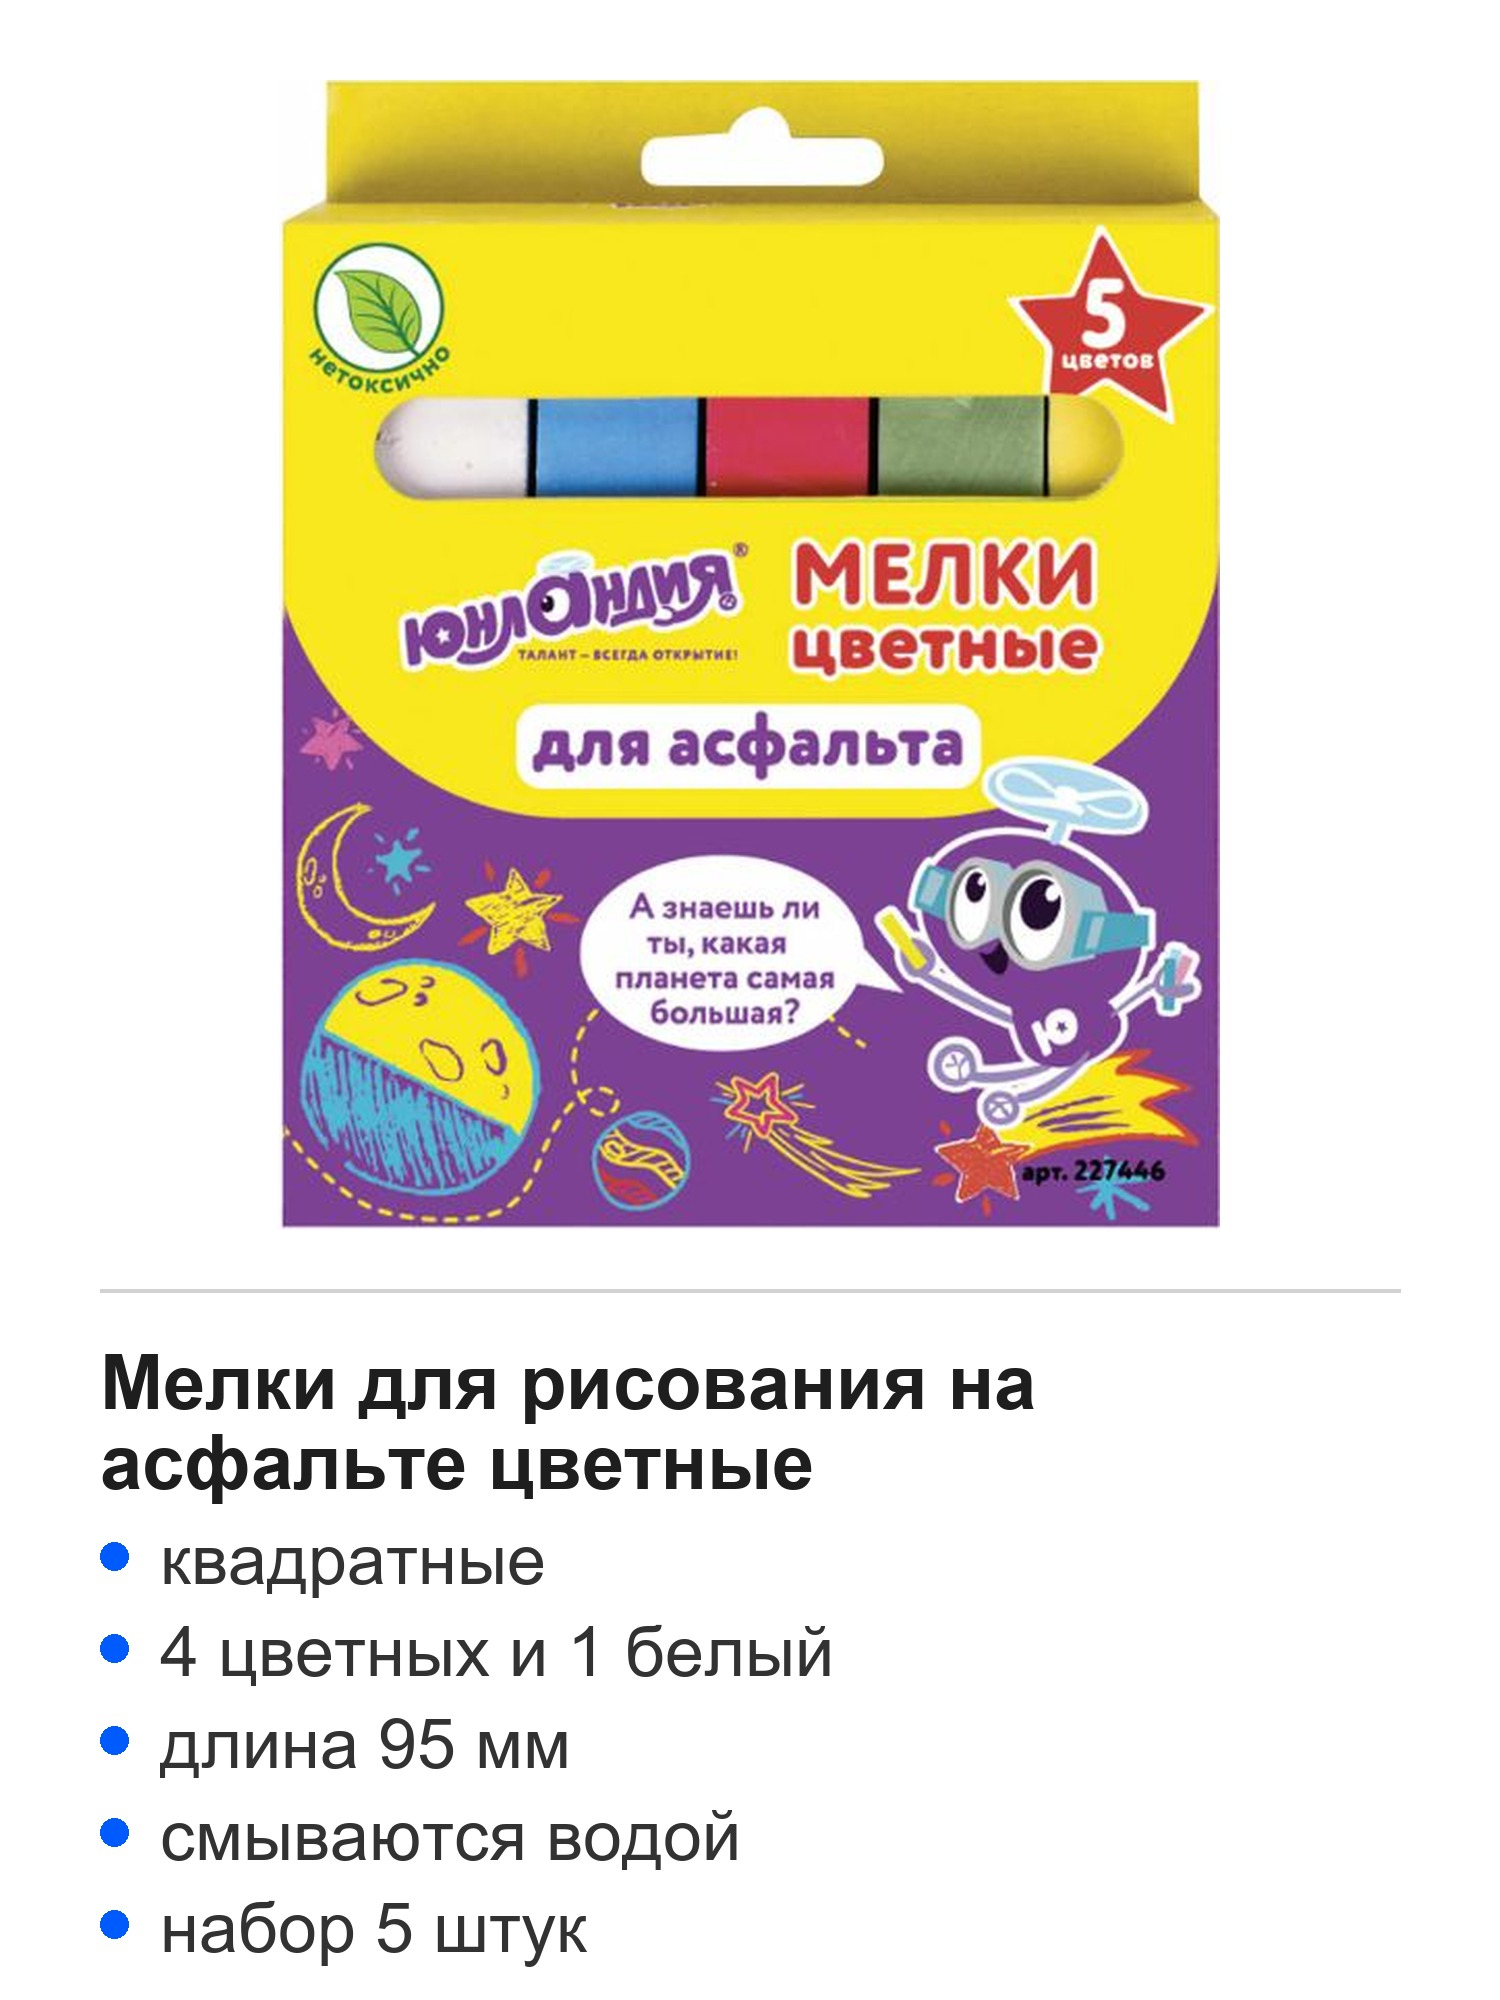 нетоксично
5
цветов
юнландия®
ТАЛАНТ – ВСЕГДА ОТКРЫТИЕ!
МЕЛКИ
цветные
для асфальта
А знаешь ли
ты, какая
планета самая
большая?
Ю
арт. 227446
Мелки для рисования на
асфальте цветные
квадратные
4 цветных и 1 белый
длина 95 мм
смываются водой
набор 5 штук